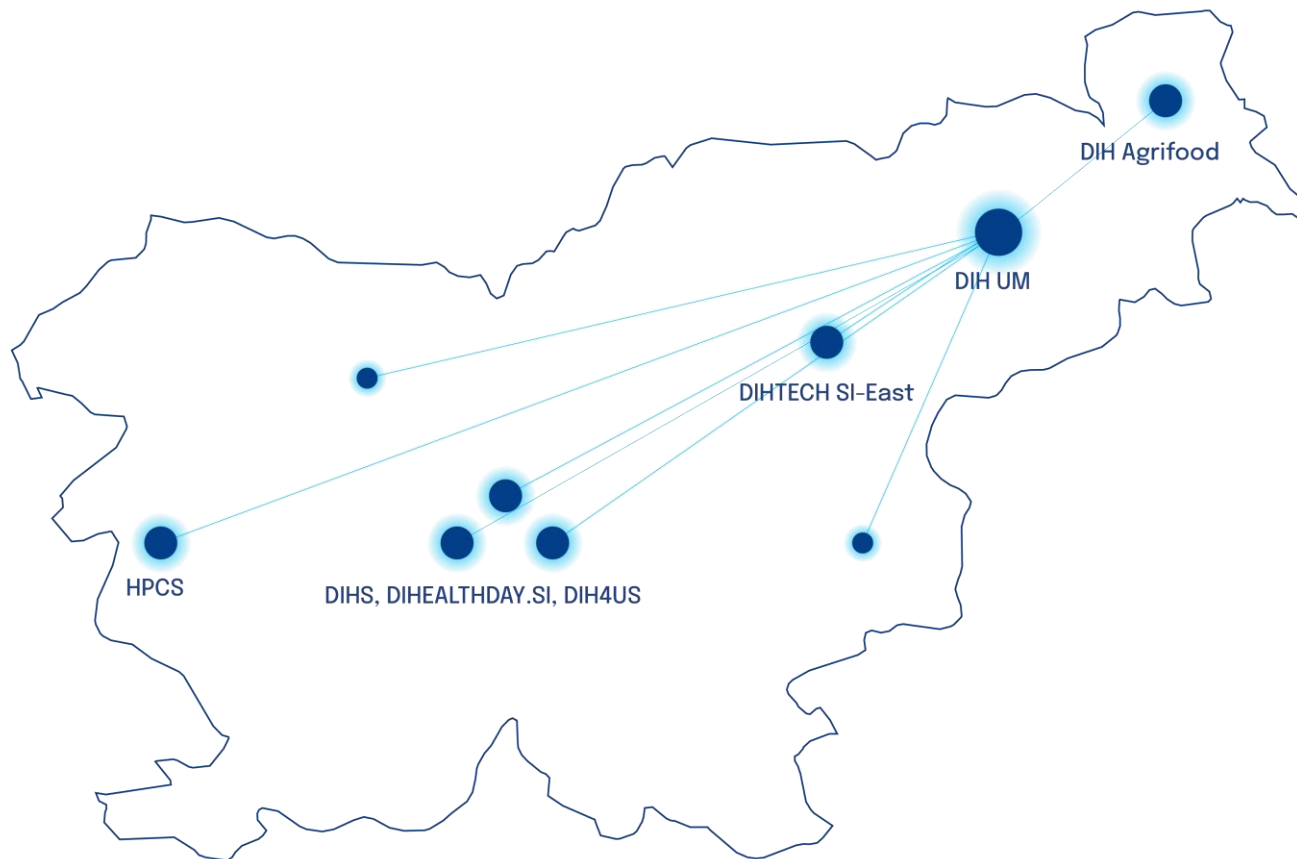 DIH Agrifood
DIH UM
DIHTECH SI-East
HPCS
DIHS, DIHEALTHDAY.SI, DIH4US